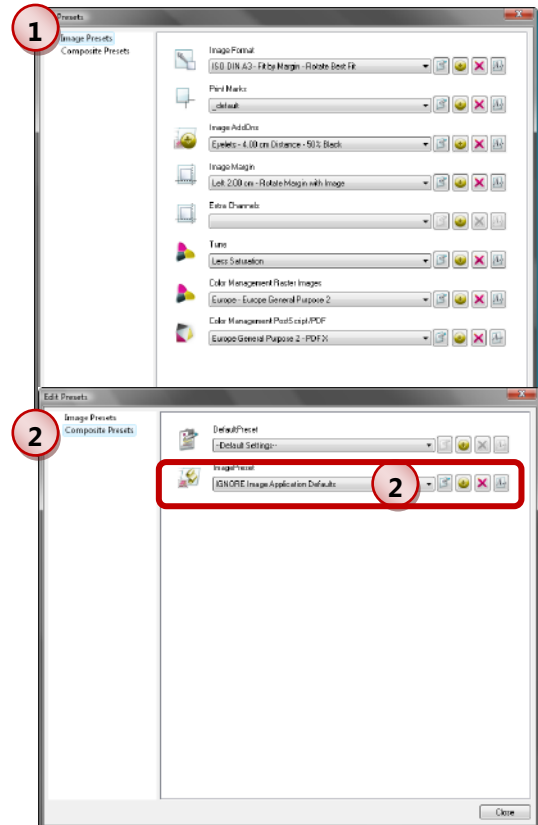 1
Presets
Image Presets
Composite Presets
Image Format
ISO DIN A3 - Fit by Margin - Rotate Best Fit
Print Marks
_default
Image AddOns
Eyelets - 4,00 cm Distance - 50% Black
Image Margin
Left 2.00 cm - Rotate Margin with Image
Extra Channels
Tune
Less Saturation
Color Management Raster Images
Europe - Europe General Purpose 2
Color Management PostScript/PDF
Europe General Purpose 2 - PDF X
Edit Presets
Image Presets
2
Composite Presets
DefaultPreset
--Default Settings--
ImagePreset
IGNORE Image Application Defaults
2
Close